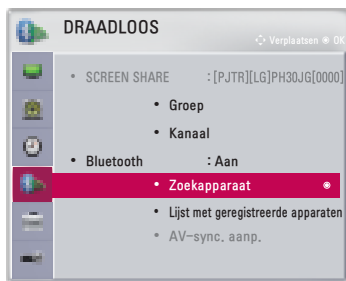 DRAADLOOS
Verplaatsen OK
• SCREEN SHARE : [PJTR][LG]PH30JG[0000]
• Groep
• Kanaal
• Bluetooth : Aan
• Zoekapparaat
• Lijst met geregistreerde apparaten
• AV-sync. aanp.